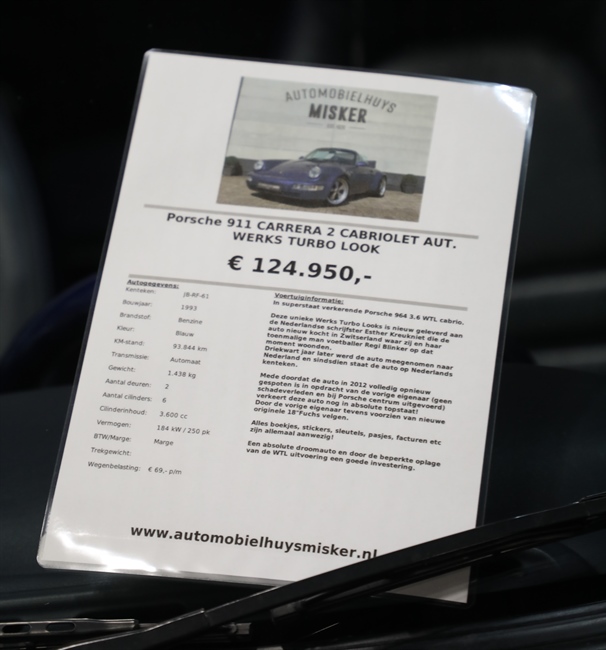 AUTOMOBIELHUYS
MISKER
Porsche 911 CARRERA 2 CABRIOLET AUT.
WERKS TURBO LOOK
€ 124.950,-
Autogegevens:
Kenteken: JB-RF-61
Bouwjaar: 1993
Brandstof: Benzine
Kleur: Blauw
KM-stand: 93.844 km
Transmissie: Automaat
Gewicht: 1.438 kg
Aantal deuren: 2
Aantal cilinders: 6
Cilinderinhoud: 3.600 cc
Vermogen: 184 kW / 250 pk
BTW/Marge: Marge
Trekgewicht:
Wegenbelasting: € 69,- p/m
Voertuiginformatie:
In superstaat verkerende Porsche 964 3.6 WTL cabrio.
Deze unieke Werks Turbo Looks is nieuw geleverd aan
de Nederlandse schrijfster Esther Kreukniet die de
auto nieuw kocht in Zwitserland waar zij en haar
toenmalige man voetballer Regi Blinker op dat
moment woonden.
Driekwart jaar later werd de auto meegenomen naar
Nederland en sindsdien staat de auto op Nederlands
kenteken.
Mede doordat de auto in 2012 volledig opnieuw
gespoten is in opdracht van de vorige eigenaar (geen
schadeverleden en bij Porsche centrum uitgevoerd)
verkeert deze auto nog in absolute topstaat!
Door de vorige eigenaar tevens voorzien van nieuwe
originele 18"Fuchs velgen.
Alles boekjes, stickers, sleutels, pasjes, facturen etc
zijn allemaal aanwezig!
Een absolute droomauto en door de beperkte oplage
van de WTL uitvoering een goede investering.
www.automobielhuysmisker.nl